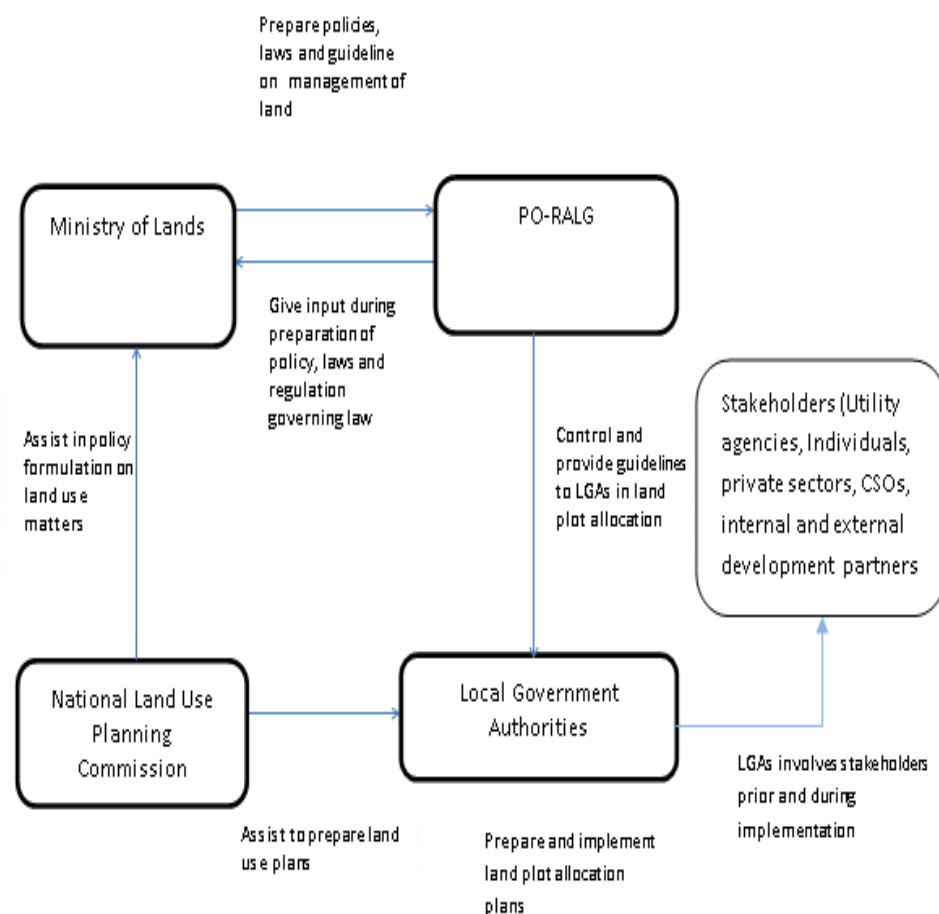 Prepare policies,
laws and guideline
on management of
land
Ministry of Lands
PO-RALG
Give input during
preparation of
policy, laws and
regulation
governing law
Assist in policy
formulation on
land use
matters
Control and
provide guidelines
to LGAs in land
plot allocation
Stakeholders (Utility
agencies, Individuals,
private sectors, CSOs,
internal and external
development partners
National Land Use
Planning
Commission
Local Government
Authorities
LGAs involves stakeholders
prior and during
implementation
Assist to prepare land
use plans
Prepare and implement
land plot allocation
plans